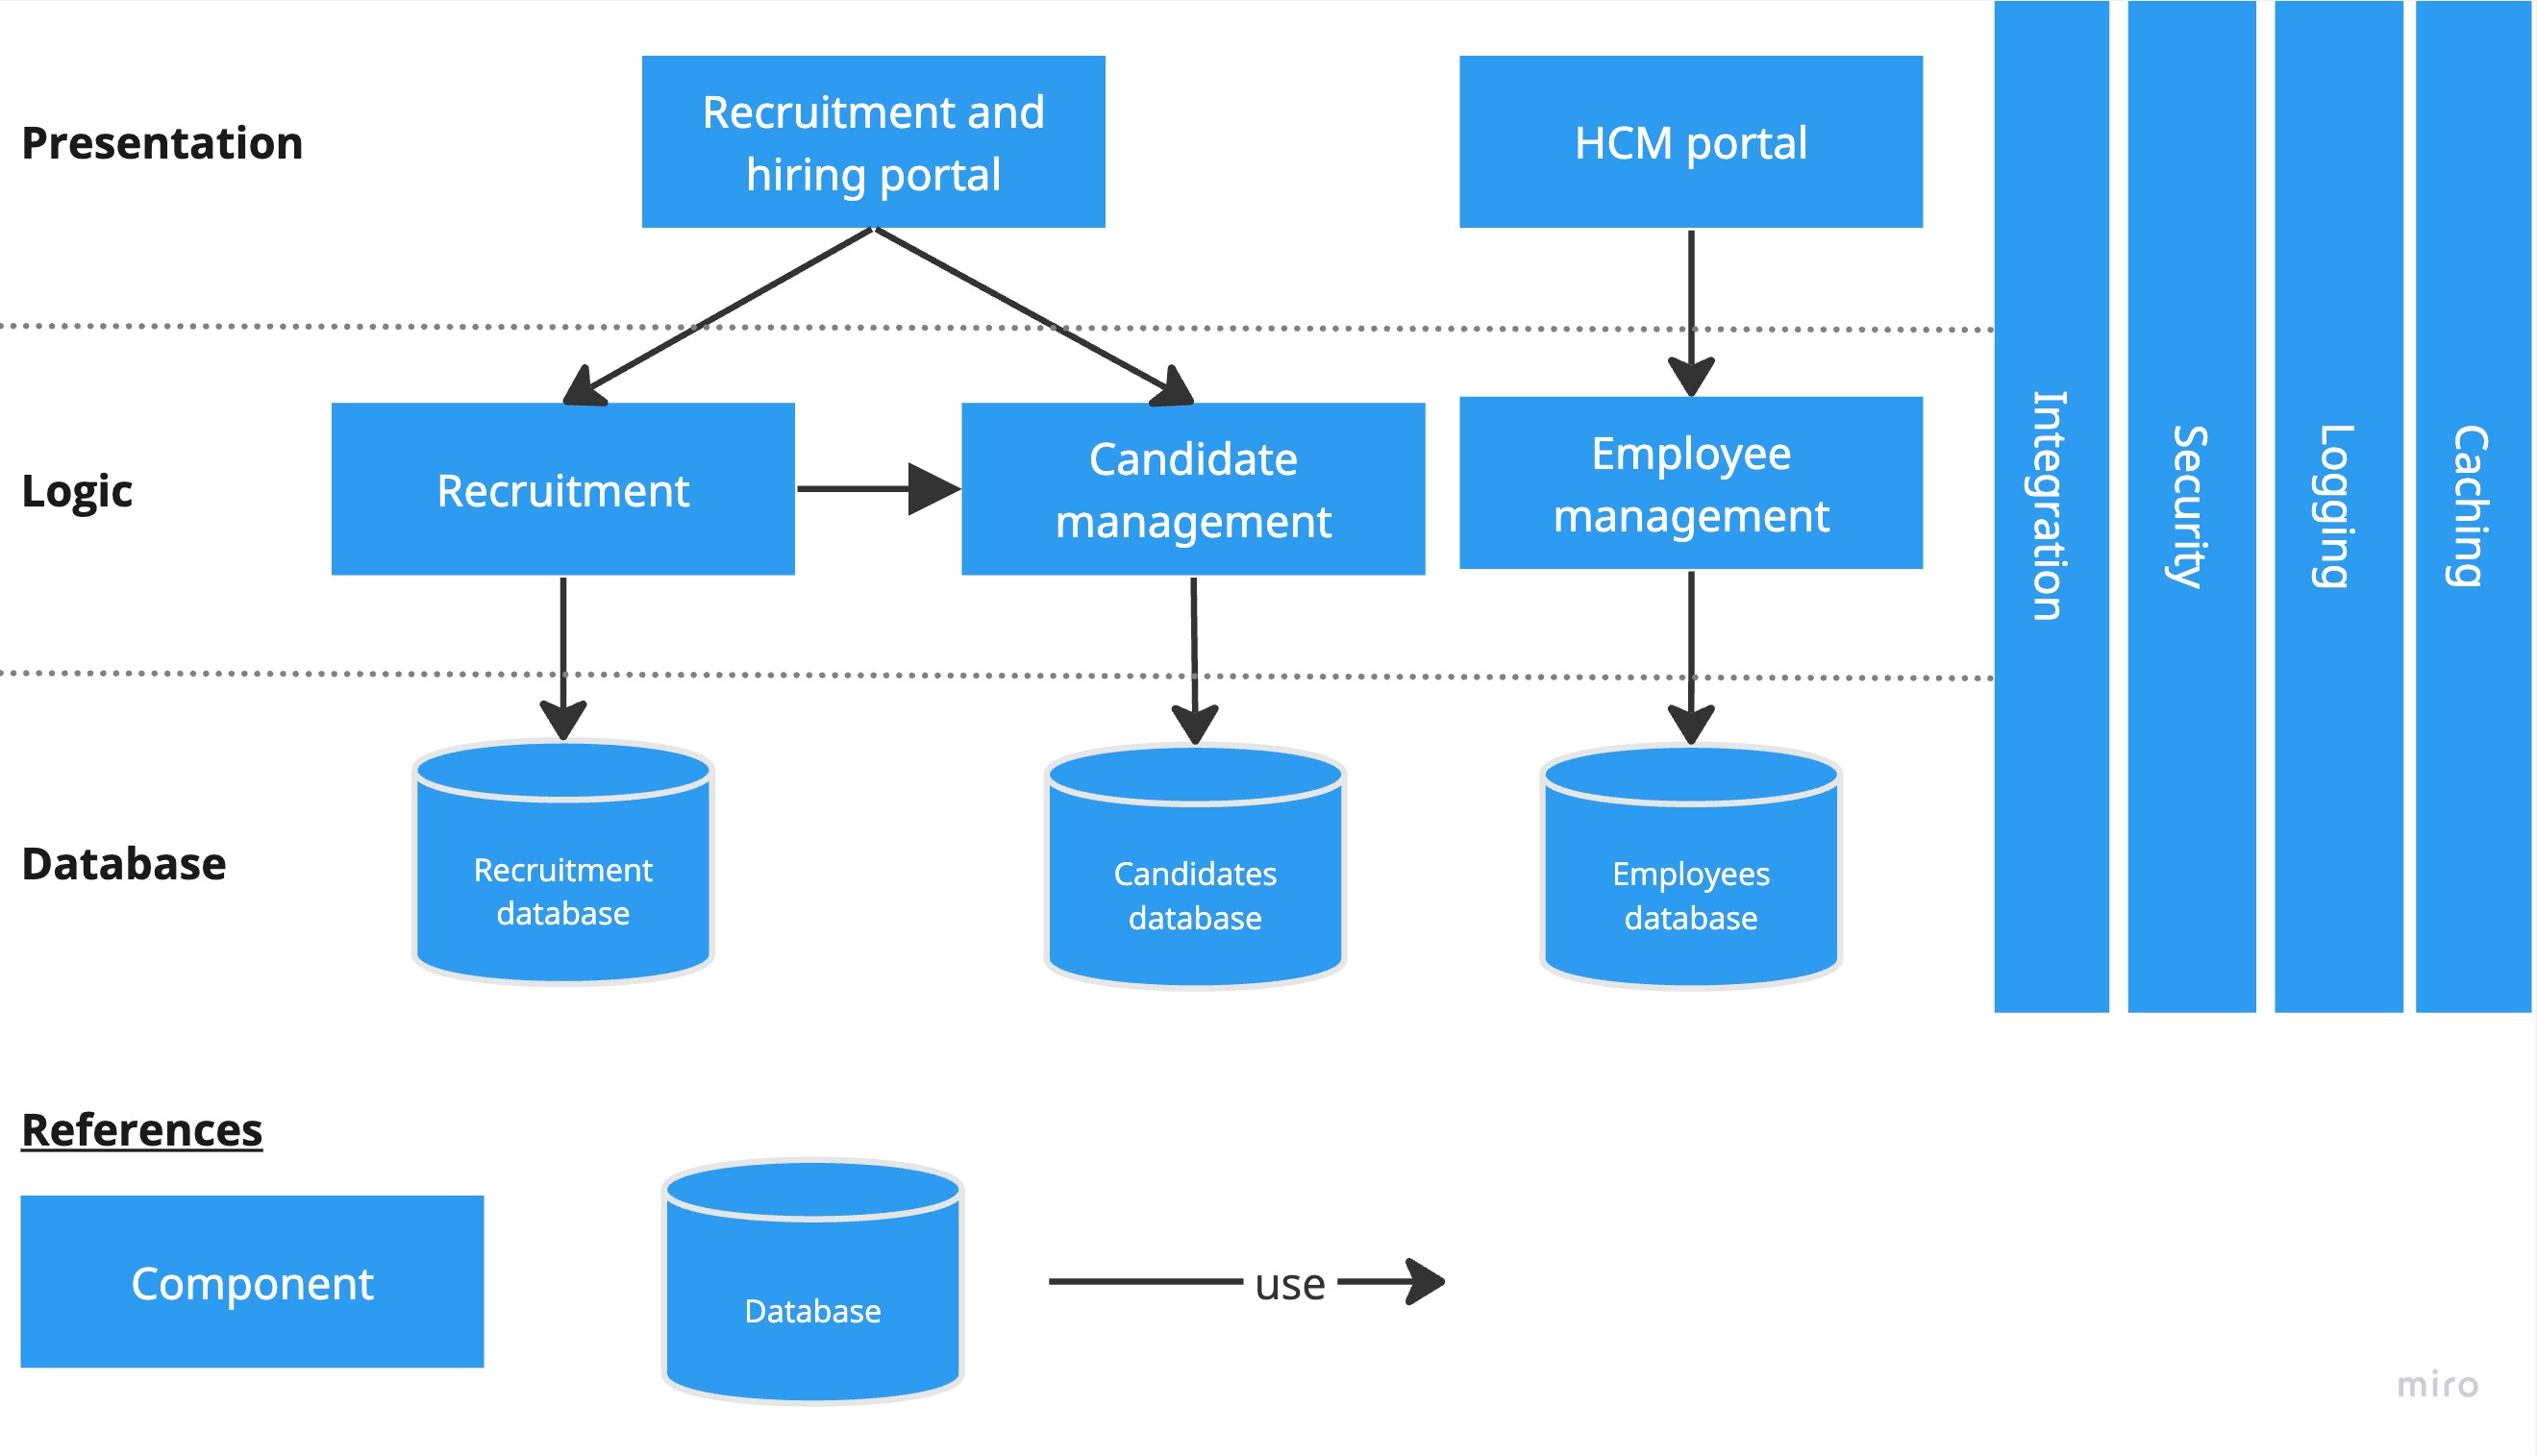 Presentation
Recruitment and
hiring portal
HCM portal
Logic
Recruitment
Candidate
management
Employee
management
Database
Recruitment
database
Candidates
database
Employees
database
Integration
Security
Logging
Caching
References
Component
Database
use
miro